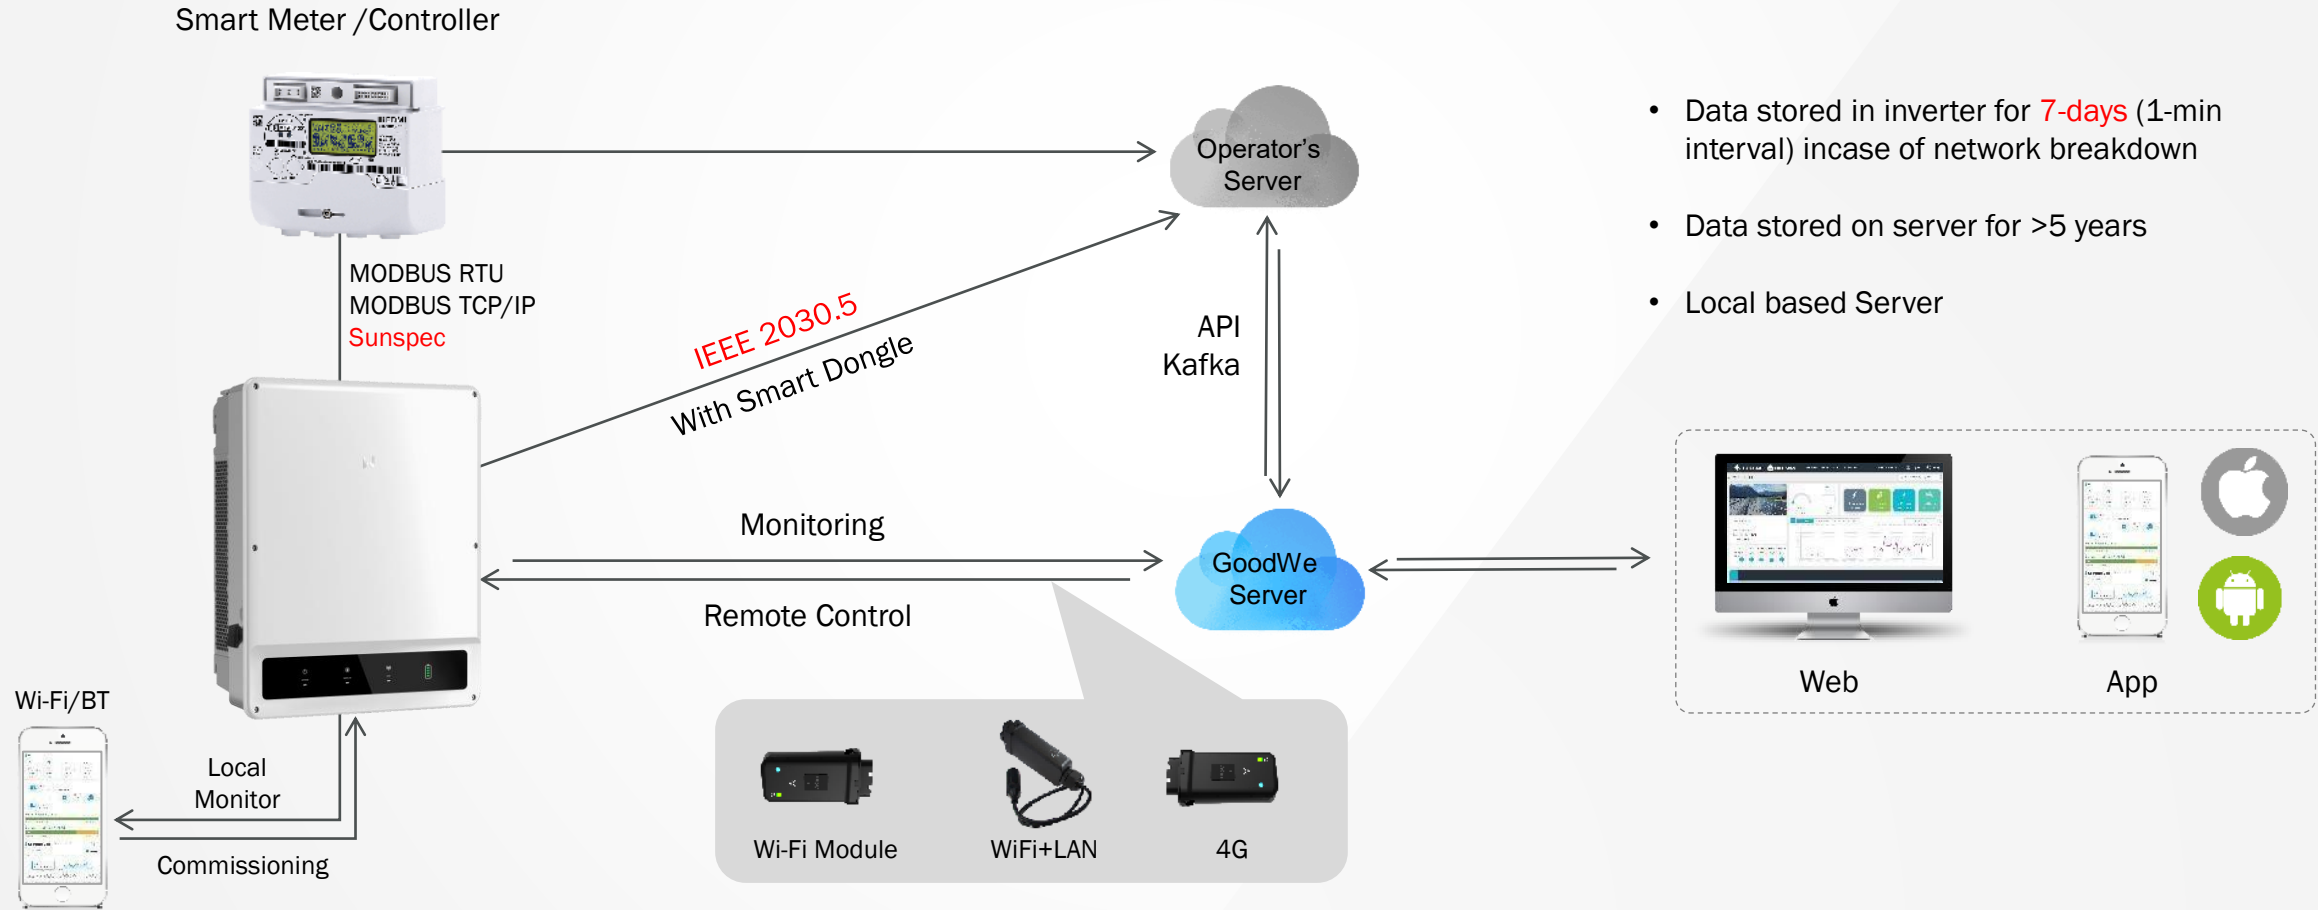 Smart Meter /Controller
MODBUS RTU
MODBUS TCP/IP
Sunspec
IEEE 2030.5
With Smart Dongle
Operator's
Server
API
Kafka
Monitoring
Remote Control
GoodWe
Server
Wi-Fi/BT
Local
Monitor
Commissioning
Wi-Fi Module
WiFi+LAN
4G
• Data stored in inverter for 7-days (1-min
interval) incase of network breakdown
• Data stored on server for >5 years
• Local based Server
Web
App